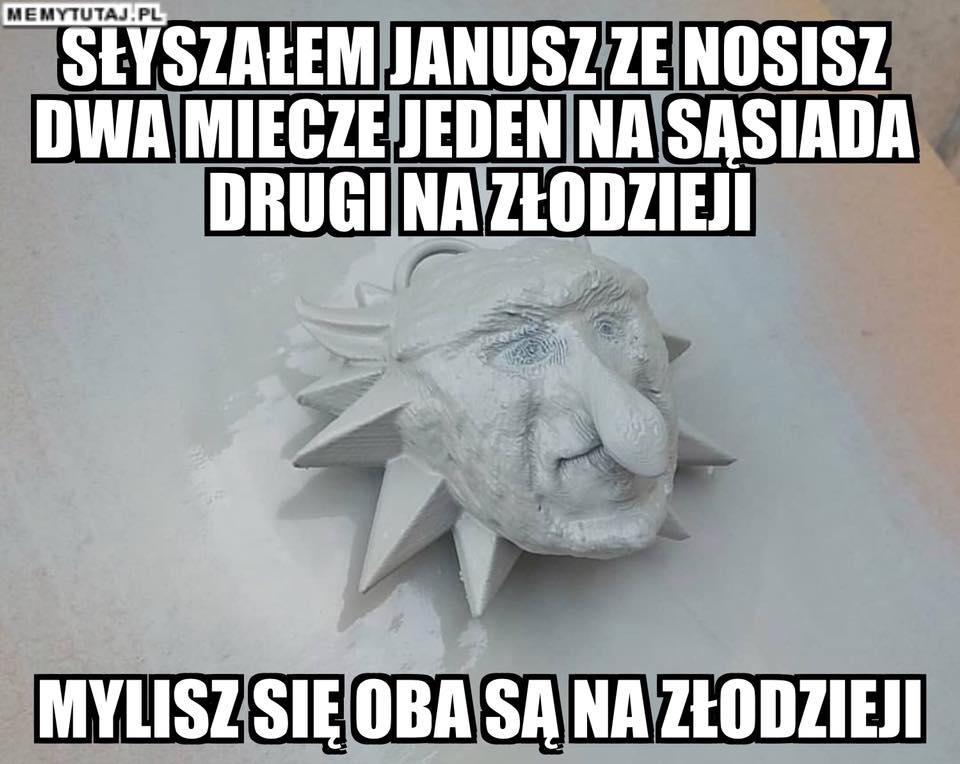 MEMYTUTAJ.PL
SŁYSZAŁEM JANUSZ ZE NOSISZ
DWA MIECZE JEDEN NA SĄSIADA
DRUGI NA ZŁODZIEJI
MYLISZ SIĘ OBA SĄ NA ZŁODZIEJI